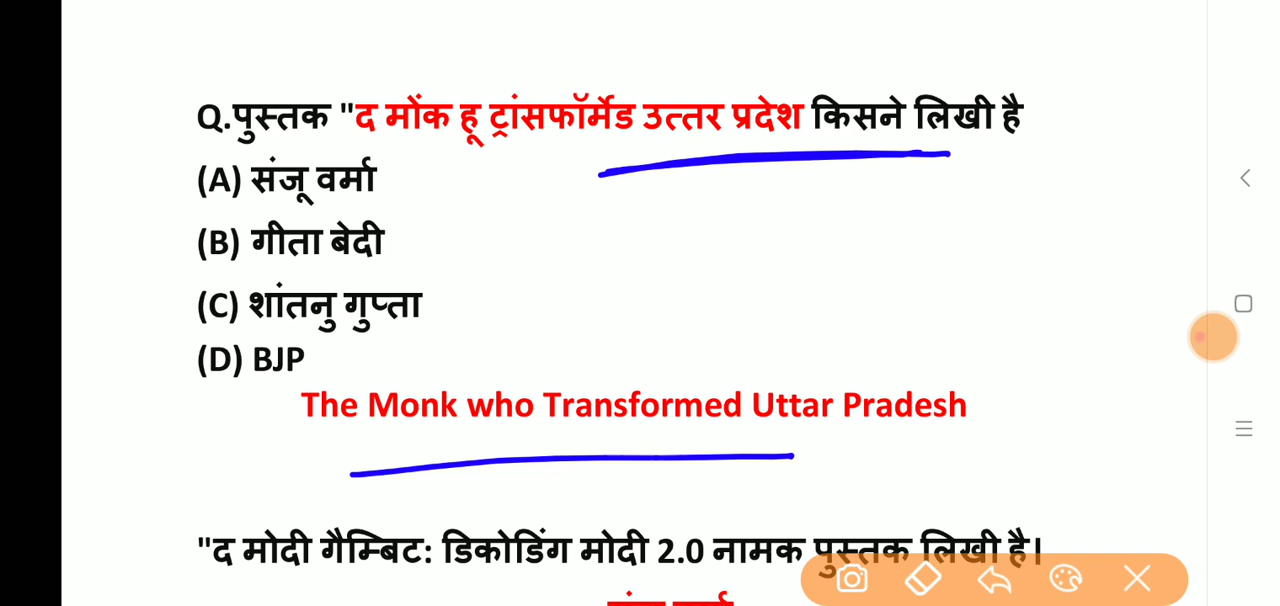 Q.पुस्तक "द मोंक हू ट्रांसफॉर्मेड उत्तर प्रदेश किसने लिखी है
(A) संजू वर्मा
(B) गीता बेदी
(C) शांतनु गुप्ता
(D) BJP
The Monk who Transformed Uttar Pradesh
"द मोदी गैम्बिट: डिकोडिंग मोदी 2.0 नामक पुस्तक लिखी है।